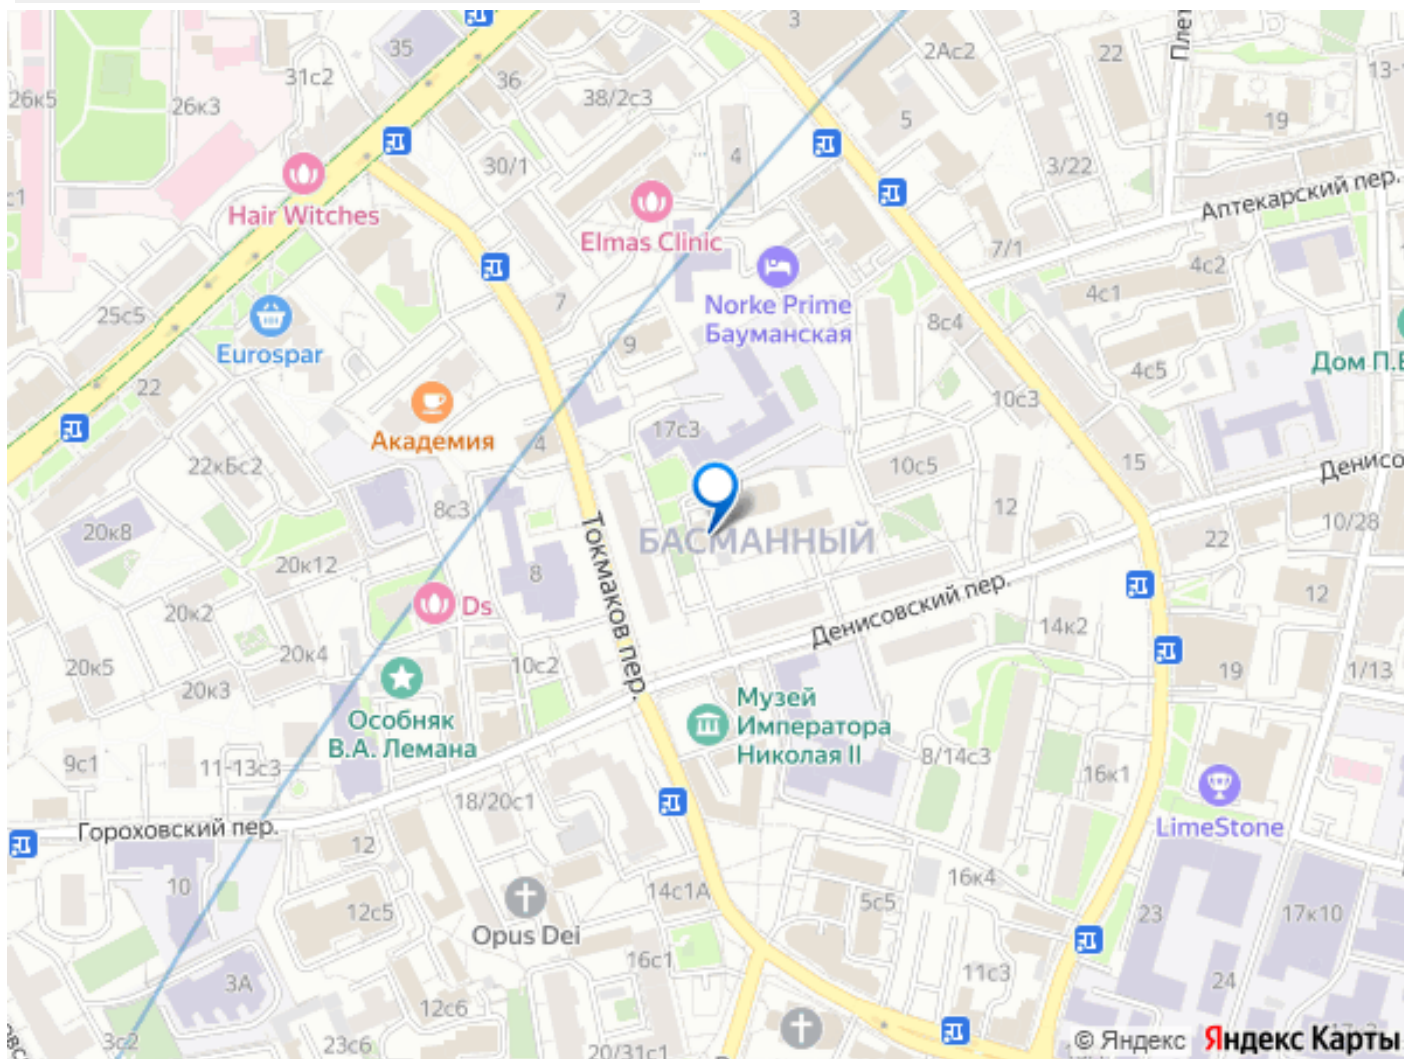 35
3
2Ас2
22
Плет
13-1
31с2
36
26к5
26к3
38/2с3
5
19
4
30/1
3/22
с1
Аптекарский пер.
Hair Witches
Elmas Clinic
7/1
4с2
Norke Prime
Бауманская
4с1
25с5
7
8с4
9
Eurospar
Дом П.Е
22
4с5
10с3
Академия
4
17с3
22кБс2
10с5
15
Денисо
8с3
12
20к8
10/28
БАСМАННЫЙ
22
20к12
8
Токмаков пер.
Денисовский пер.
12
20к2
Ds
14к2
20к5
20к4
10с2
19
1/13
20к3
Особняк
В.А. Лемана
Музей
Императора
Николая II
9с1
11-13с3
8/14с3
16к1
18/20с1
LimeStone
Гороховский пер.
12
10
14с1А
16к4
12с5
5с5
23
17к10
Opus Dei
16с1
3А
11с3
24
12с6
3с2
23с6
20/31с1
© Яндекс Яндекс Карты